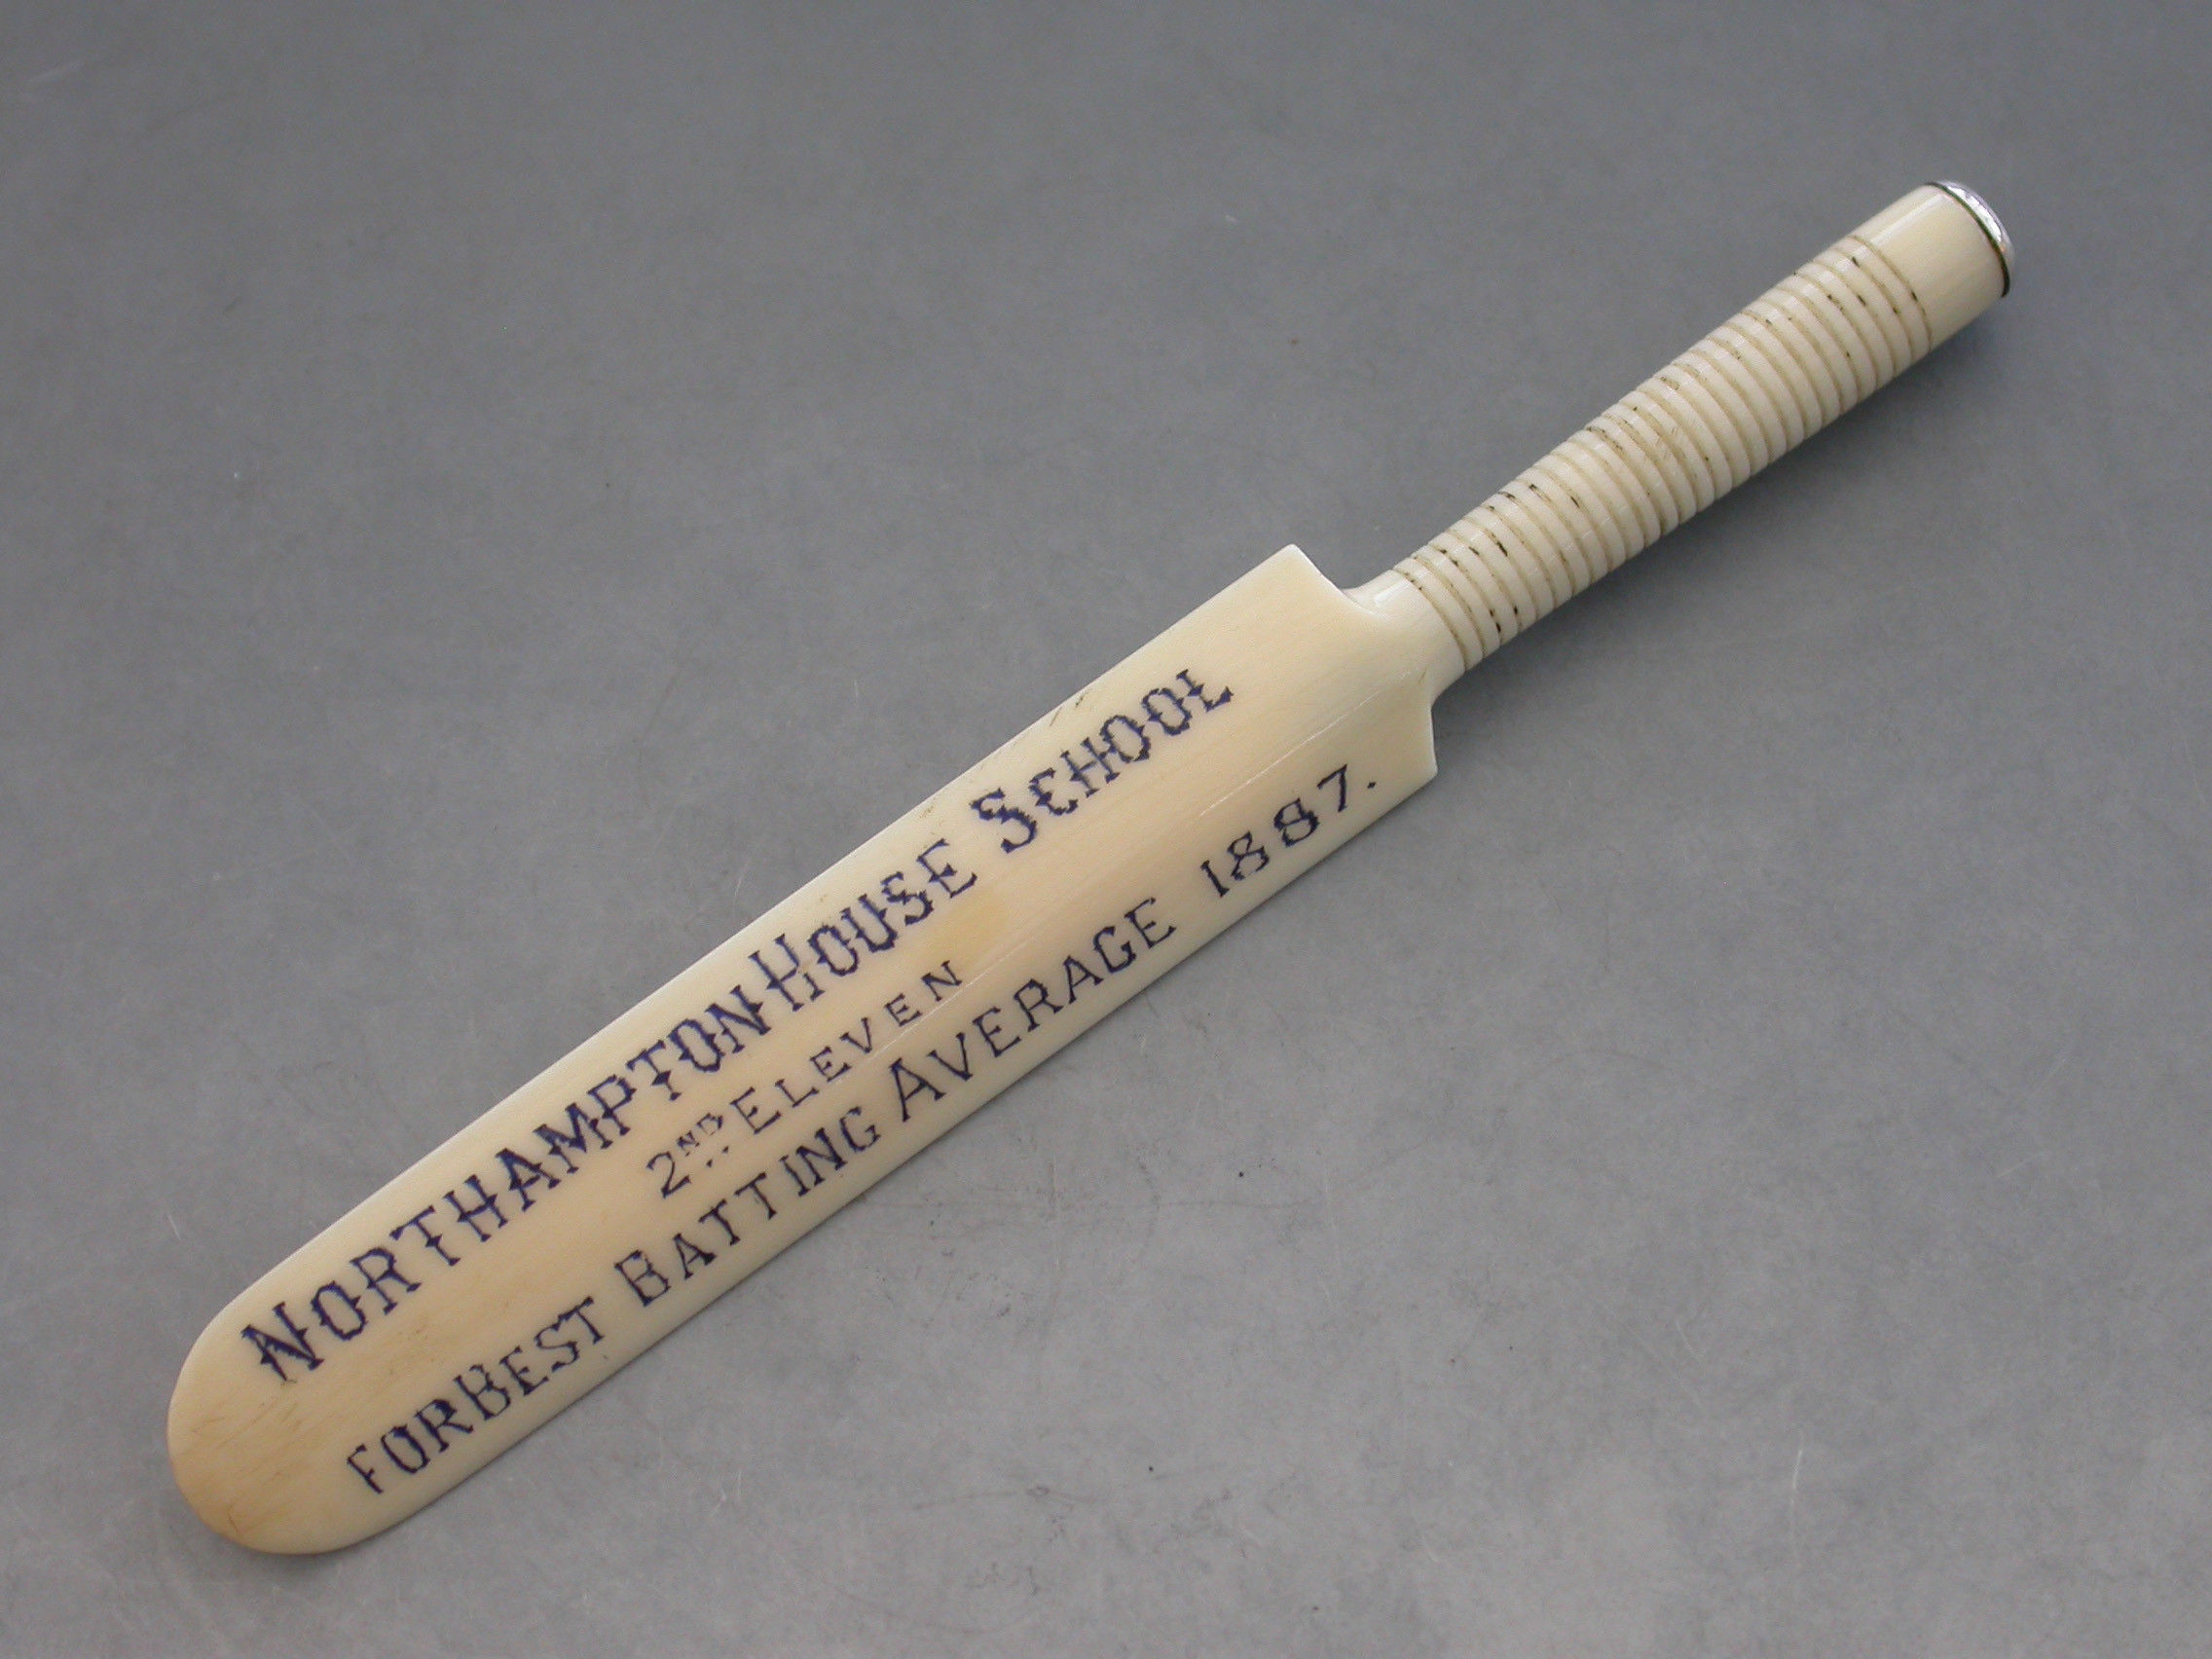 NORTHAMPTON HOUSE SCHOOL
2ND ELEVEN
FOR BEST BATTING AVERAGE 1887.